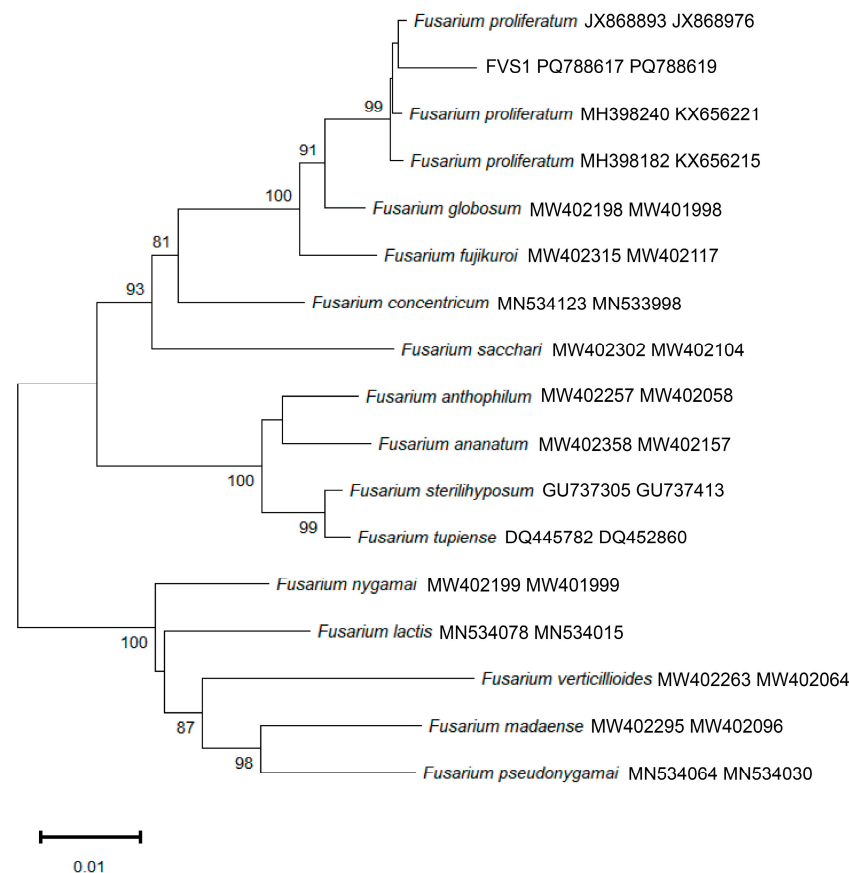 Fusarium proliferatum JX868893 JX868976
FVS1 PQ788617 PQ788619
99
Fusarium proliferatum MH398240 KX656221
91
Fusarium proliferatum MH398182 KX656215
100
Fusarium globosum MW402198 MW401998
81
Fusarium fujikuroi MW402315 MW402117
93
Fusarium concentricum MN534123 MN533998
Fusarium sacchari MW402302 MW402104
Fusarium anthophilum MW402257 MW402058
Fusarium ananatum MW402358 MW402157
100
Fusarium sterilihyposum GU737305 GU737413
99
Fusarium tupiense DQ445782 DQ452860
Fusarium nygamai MW402199 MW401999
100
Fusarium lactis MN534078 MN534015
Fusarium verticillioides MW402263 MW402064
87
Fusarium madaense MW402295 MW402096
98
Fusarium pseudonygamai MN534064 MN534030
0.01